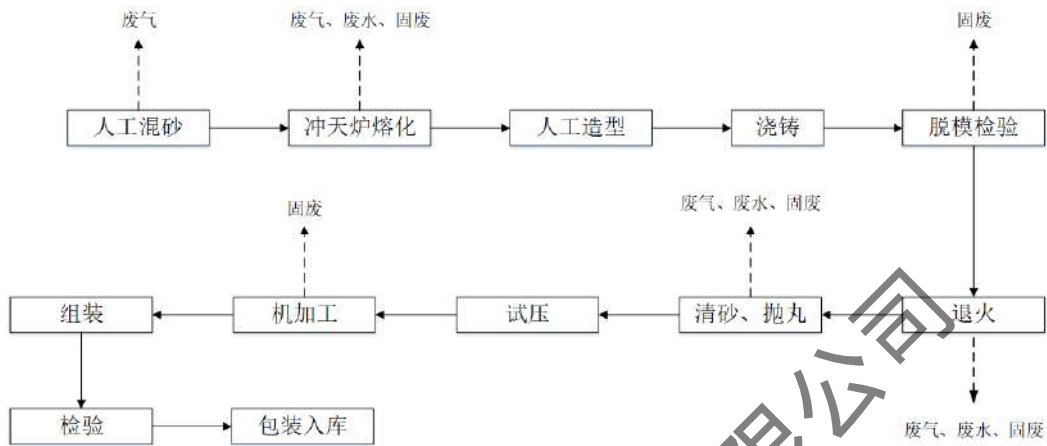 废气
废气、废水、固废
固废
人工混砂
冲天炉熔化
人工造型
浇铸
脱模检验
固废
废气、废水、固废
组装
机加工
试压
清砂、抛丸
退火
检验
包装入库
废气、废水、固废
限公司